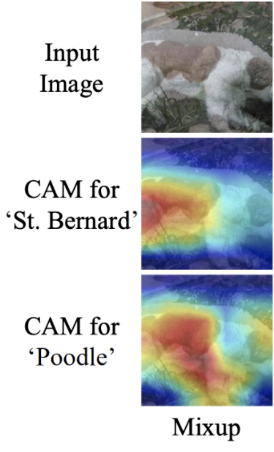 Input
Image
CAM for
‘St. Bernard’
CAM for
‘Poodle’
Mixup